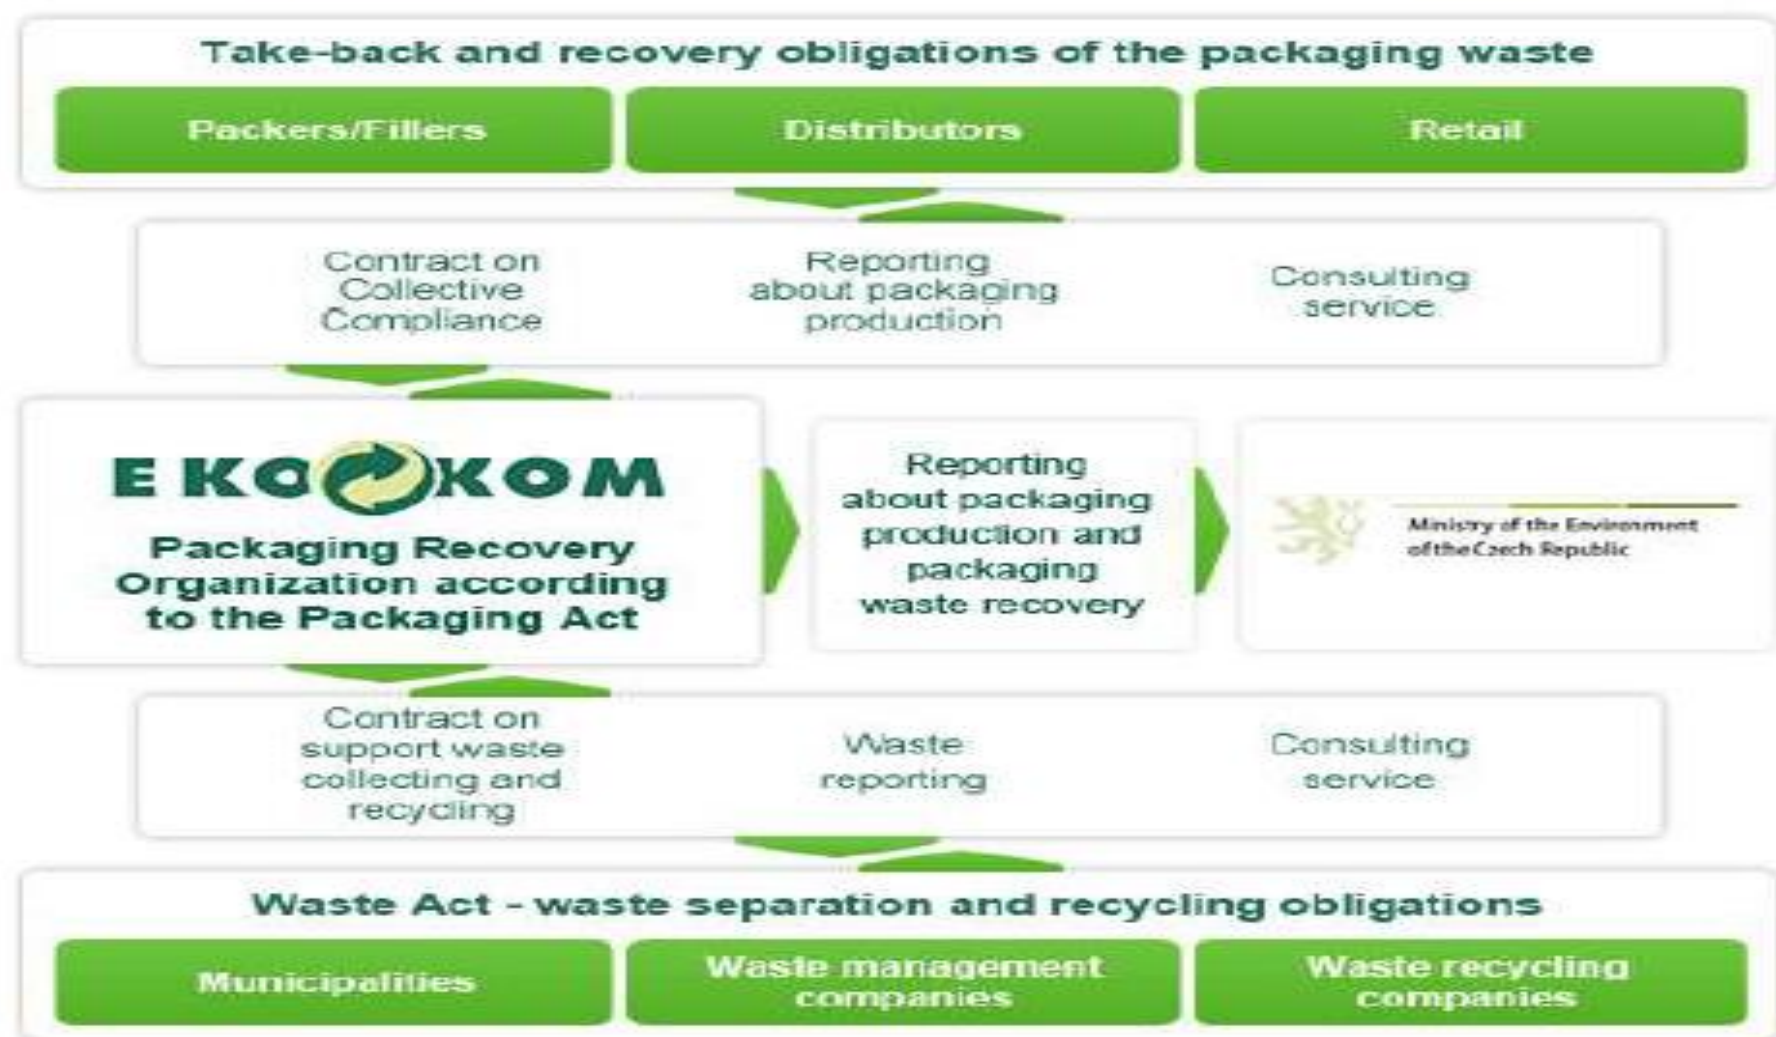 Take-back and recovery obligations of the packaging waste
Packers/Fillers
Distributors
Retail
Contract on
Collective
Compliance
Reporting
about packaging
production
Consulting
service
EKO KOM
Packaging Recovery
Organization according
to the Packaging Act
Reporting
about packaging
production and
packaging
waste recovery
Ministry of the Environment
of the Czech Republic
Contract on
support waste
collecting and
recycling
Waste
reporting
Consulting
service
Waste Act - waste separation and recycling obligations
Municipalities
Waste management
companies
Waste recycling
companies